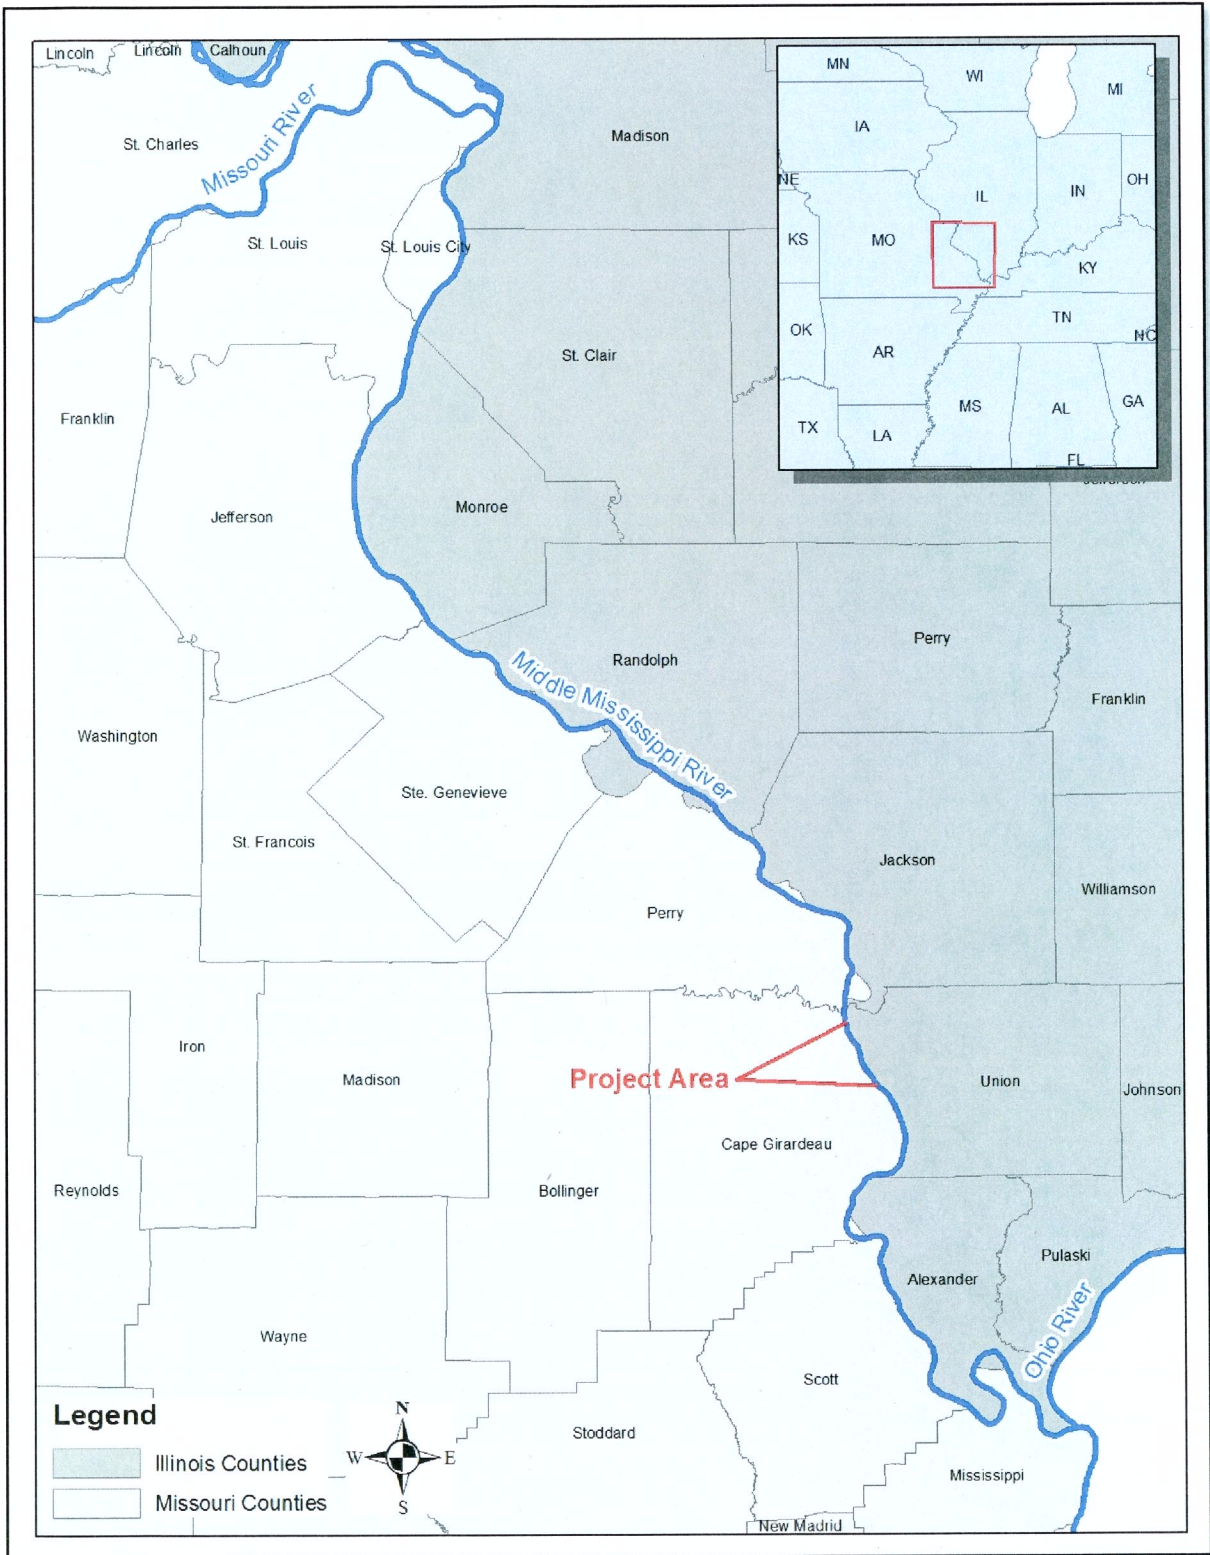 Lincoln
Lincoln
Calhoun
MN
WI
MI
Missouri River
Madison
IA
St. Charles
NE
IL
IN
OH
St. Louis
St. Louis City
KS
MO
KY
TN
OK
NC
St. Clair
AR
MS
AL
GA
Franklin
TX
LA
FL
Monroe
Jefferson
Perry
Randolph
Middle Mississippi River
Franklin
Washington
Ste. Genevieve
St. Francois
Jackson
Williamson
Perry
Iron
Madison
Project Area
Union
Johnson
Cape Girardeau
Reynolds
Bollinger
Pulaski
Alexander
Ohio River
Wayne
Scott
Legend
N
Stoddard
W
E
Illinois Counties
Mississippi
Missouri Counties
S
New Madrid